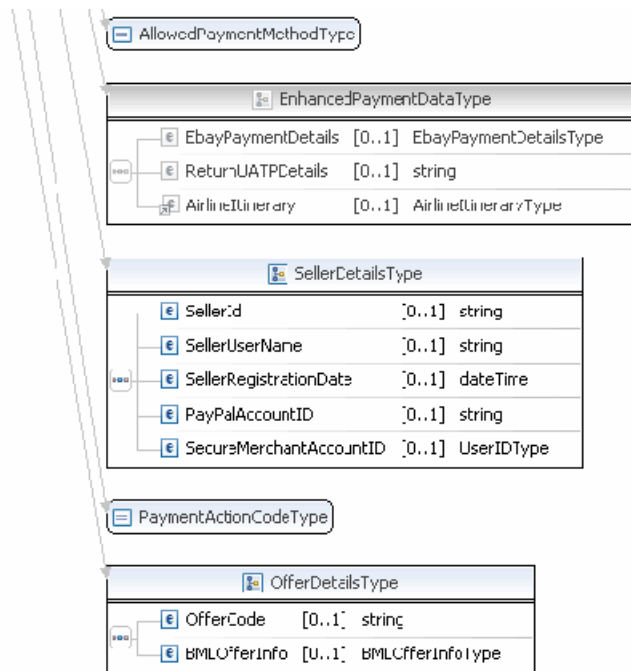 AllowedPaymentMethodType
EnhancedPaymentDataType
EbayPaymentDetails [0..1] EbayPaymentDetailsType
ReturnUATPDetails [0..1] string
AirlineItinerary [0..1] AirlineItineraryType
SellerDetailsType
SellerId [0..1] string
SellerUserName [0..1] string
SellerRegistrationDate [0..1] dateTime
PayPalAccountID [0..1] string
SecureMerchantAccountID [0..1] UserIDType
PaymentActionCodeType
OfferDetailsType
OfferCode [0..1] string
BMLOfferInfo [0..1] BMLOfferInfoType